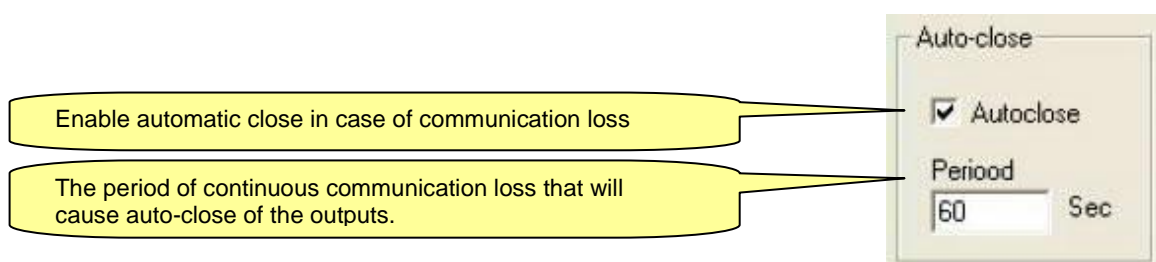 Auto-close
Enable automatic close in case of communication loss
Autoclose
The period of continuous communication loss that will
cause auto-close of the outputs.
Periood
60 Sec